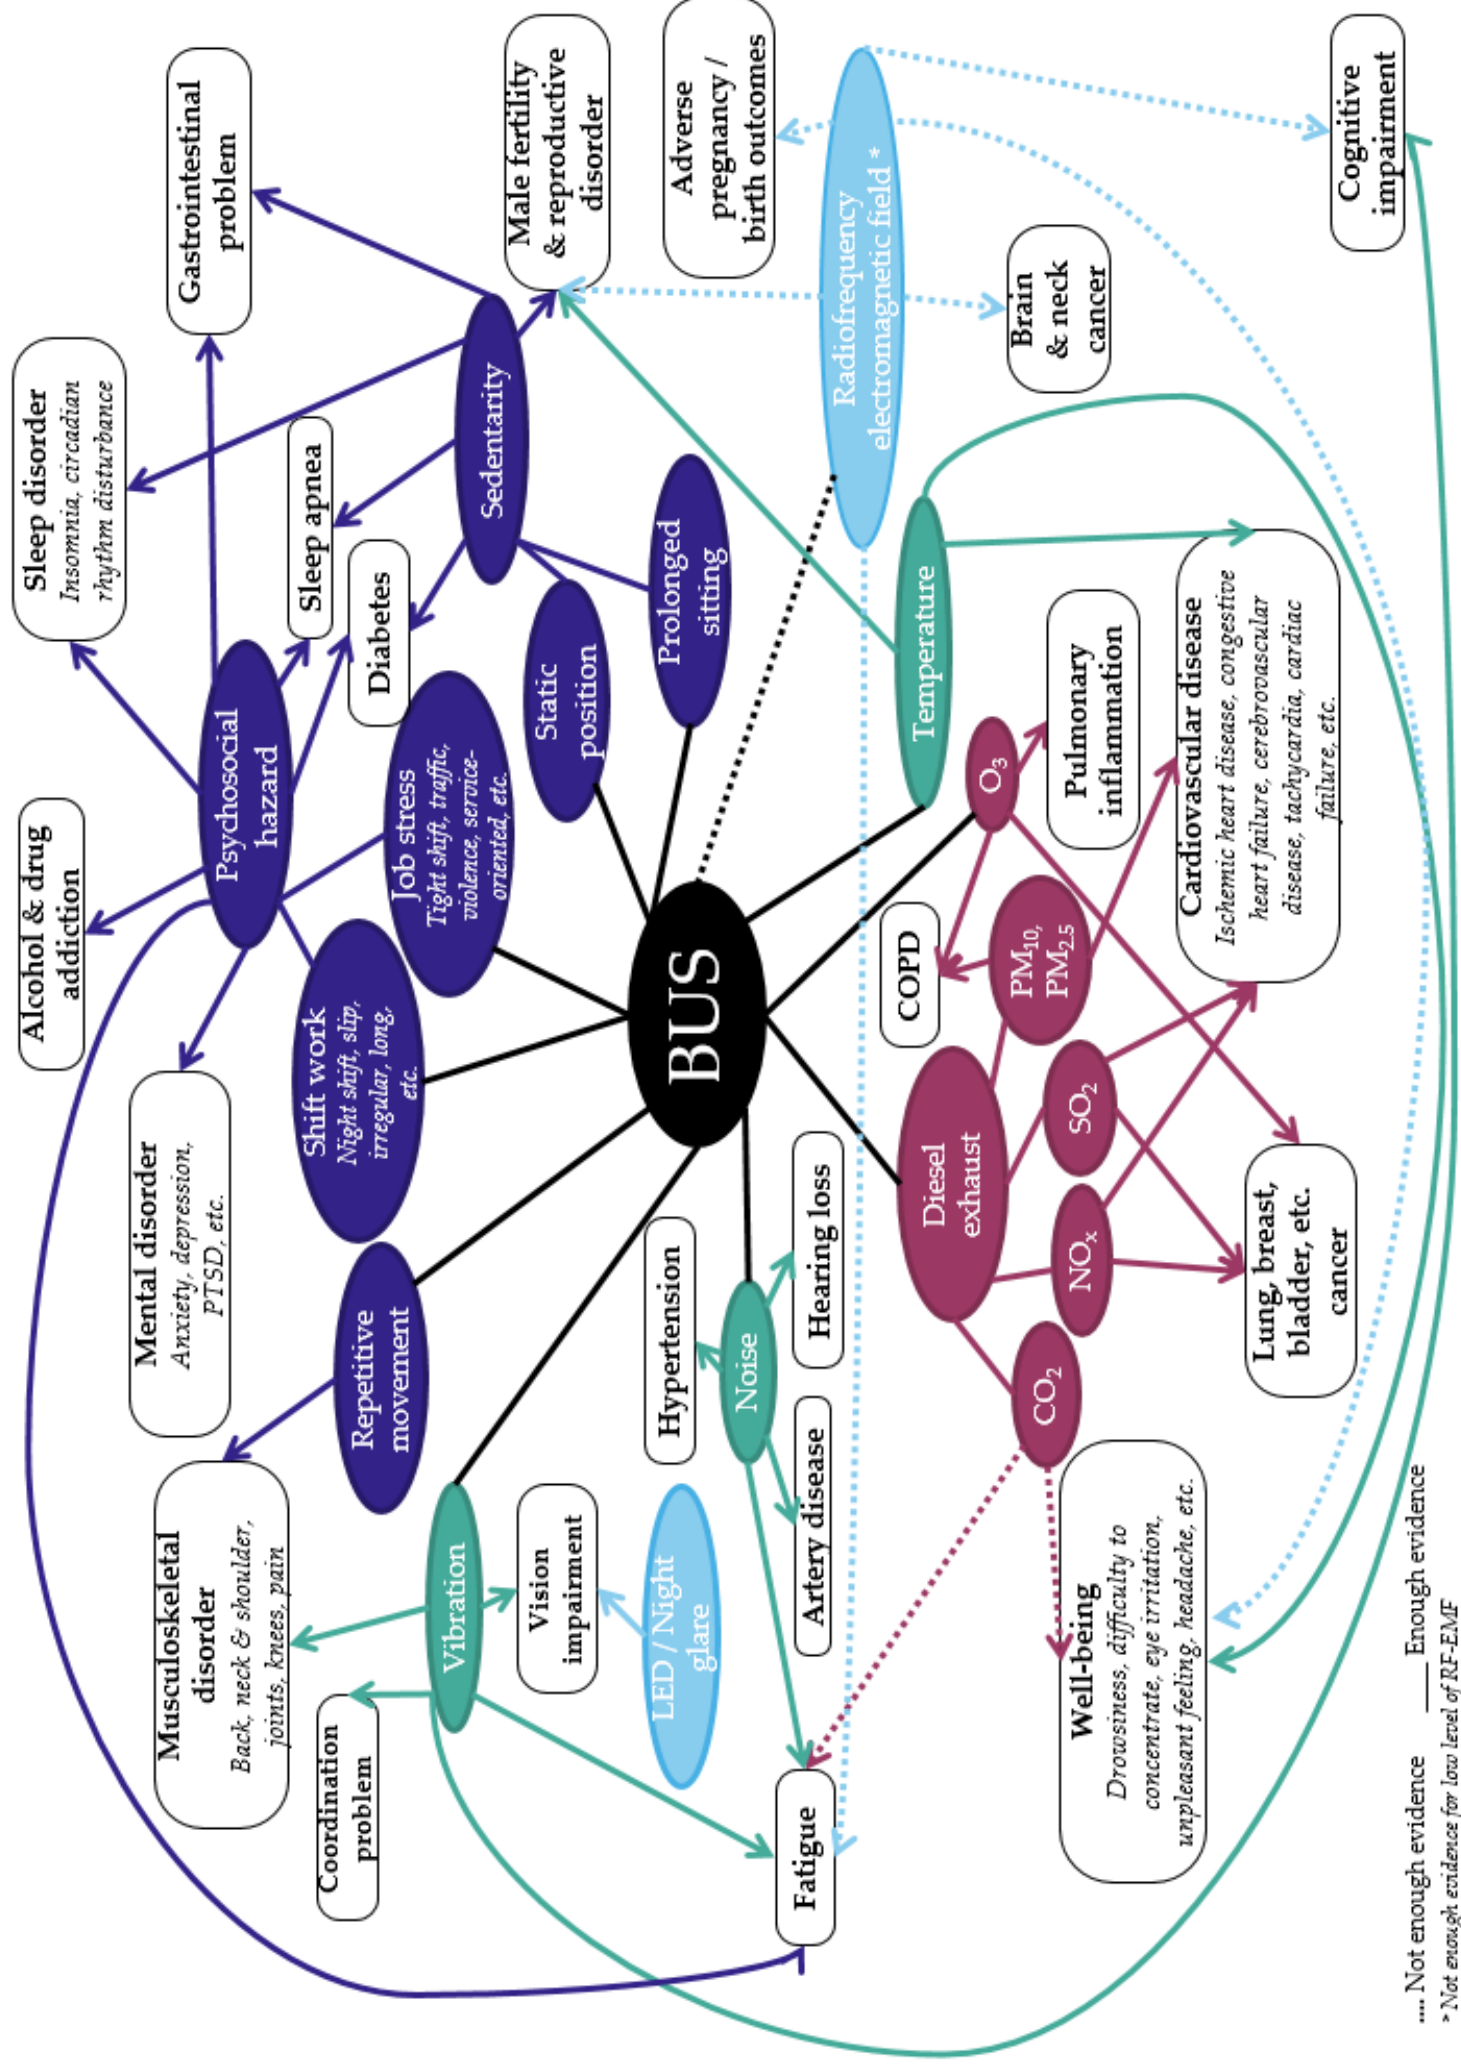 Alcohol & drug
addiction
Sleep disorder
Insomnia, circadian
rhythm disturbance
Gastrointestinal
problem
Mental disorder
Anxiety, depression,
PTSD, etc.
Psychosocial
hazard
Sleep apnea
Diabetes
Musculoskeletal
disorder
Back, neck & shoulder,
joints, knees, pain
Shift work
Night shift, slip,
irregular, long,
etc.
Job stress
Tight shift, traffic,
violence, service-
oriented, etc.
Sedentarity
Male fertility
& reproductive
disorder
Coordination
problem
Repetitive
movement
Static
position
Prolonged
sitting
Vibration
Vision
impairment
Adverse
pregnancy /
birth outcomes
LED / Night
glare
Hypertension
BUS
Noise
Hearing loss
Artery disease
Radiofrequency
electromagnetic field *
Fatigue
Temperature
COPD
Diesel
exhaust
O3
Brain
& neck
cancer
PM10,
PM2.5
Pulmonary
inflammation
CO2
NOx
SO2
Well-being
Drowsiness, difficulty to
concentrate, eye irritation,
unpleasant feeling, headache, etc.
Lung, breast,
bladder, etc.
cancer
Cardiovascular disease
Ischemic heart disease, congestive
heart failure, cerebrovascular
disease, tachycardia, cardiac
failure, etc.
Cognitive
impairment
.... Not enough evidence ____ Enough evidence
* Not enough evidence for low level of RF-EMF